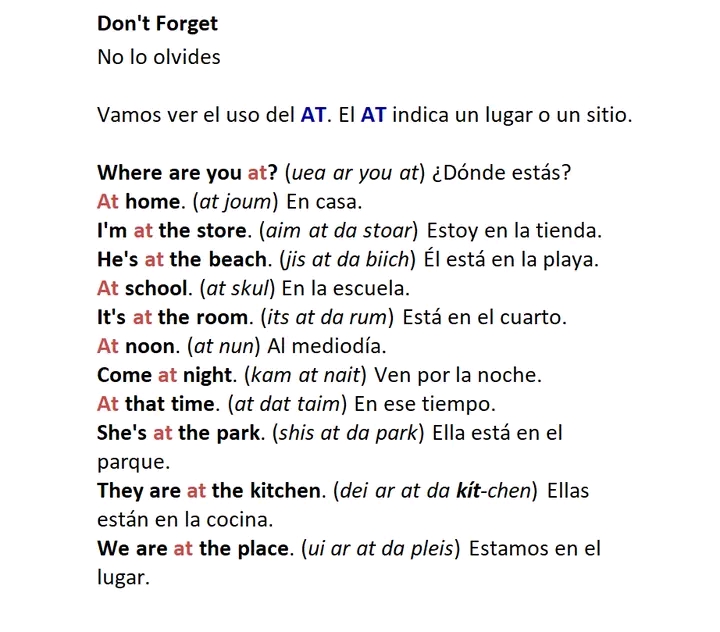 Don't Forget
No lo olvides
Vamos ver el uso del AT. El AT indica un lugar o un sitio.
Where are you at? (uea ar you at) ¿Dónde estás?
At home. (at joum) En casa.
I'm at the store. (aim at da stoar) Estoy en la tienda.
He's at the beach. (jis at da biich) Él está en la playa.
At school. (at skul) En la escuela.
It's at the room. (its at da rum) Está en el cuarto.
At noon. (at nun) Al mediodía.
Come at night. (kam at nait) Ven por la noche.
At that time. (at dat taim) En ese tiempo.
She's at the park. (shis at da park) Ella está en el
parque.
They are at the kitchen. (dei ar at da kít-chen) Ellas
están en la cocina.
We are at the place. (ui ar at da pleis) Estamos en el
lugar.